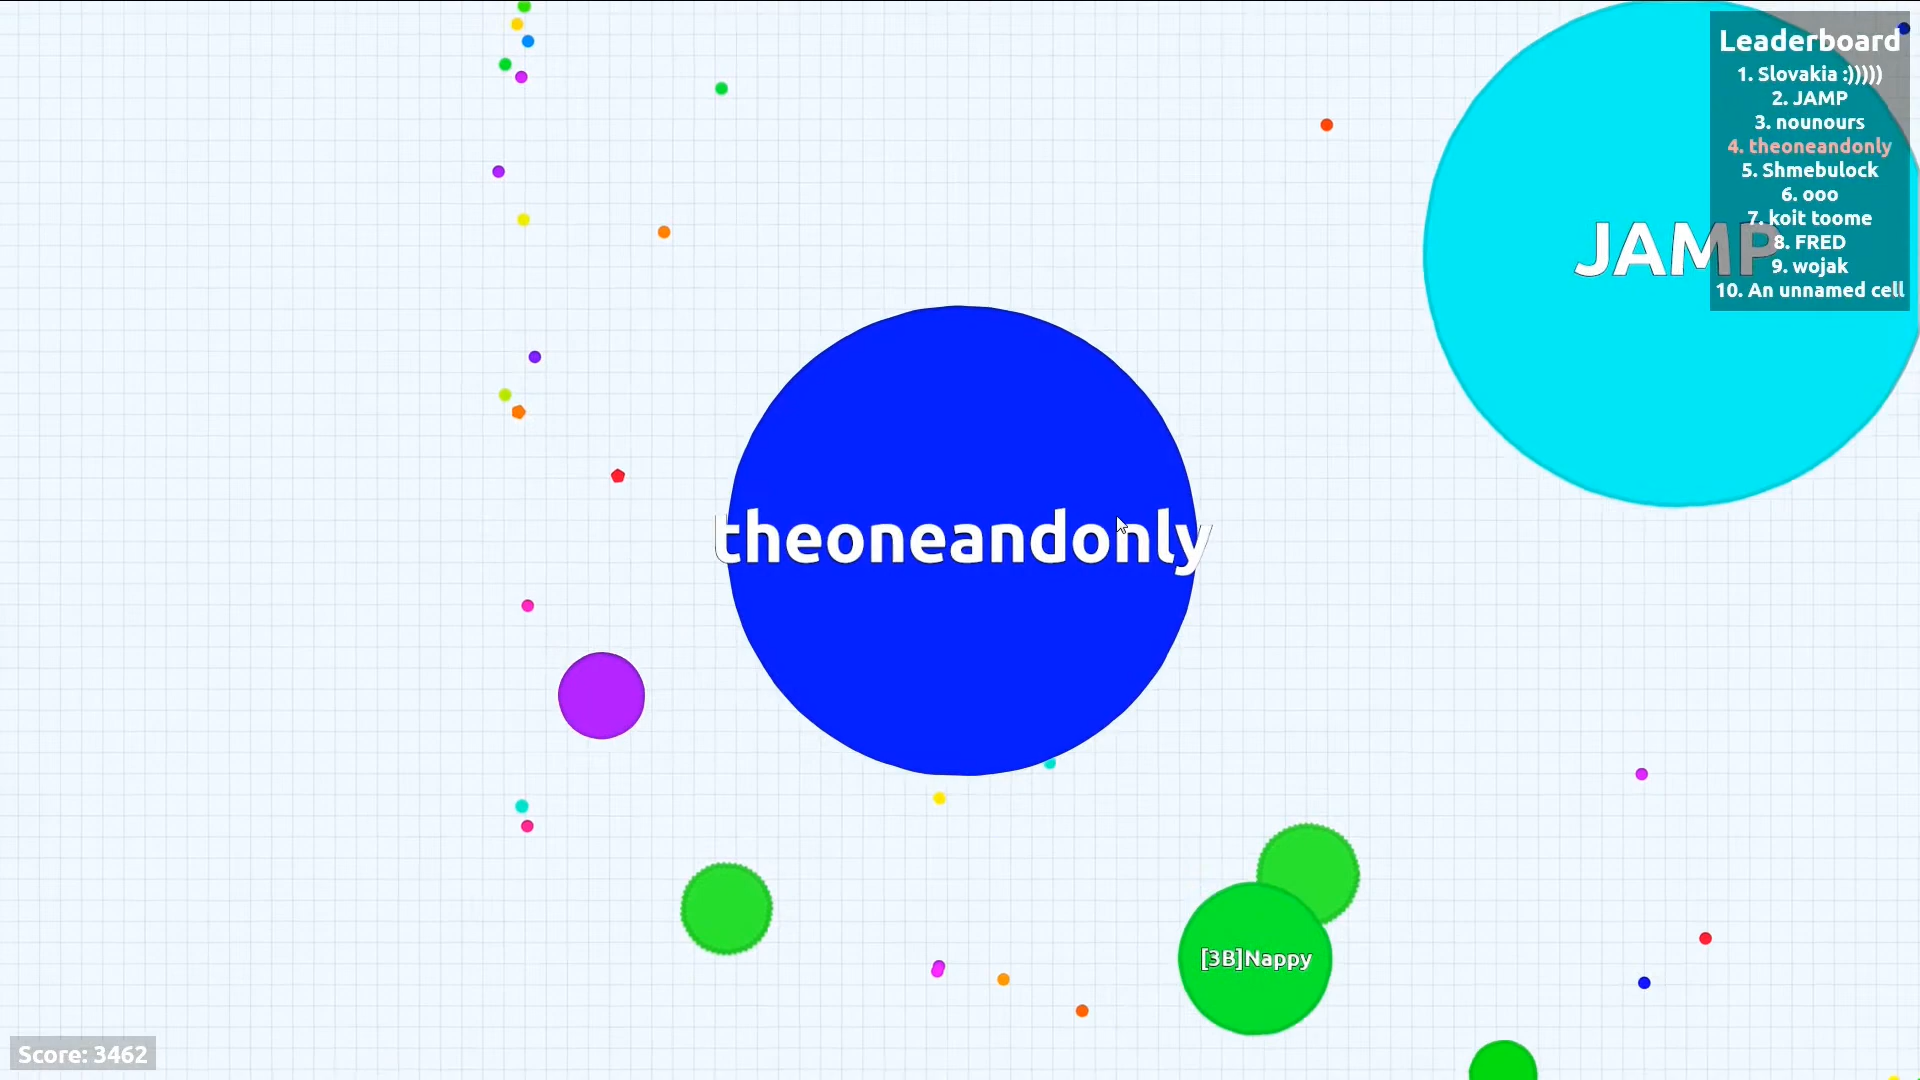 Leaderboard
1. Slovakia :)))))
2. JAMP
3. nounours
4. theoneandonly
5. Shmebulock
6. ooo
7. koit toome
8. FRED
9. wojak
10. An unnamed cell
JAMP
theoneandonly
[3B]Nappy
Score: 3462